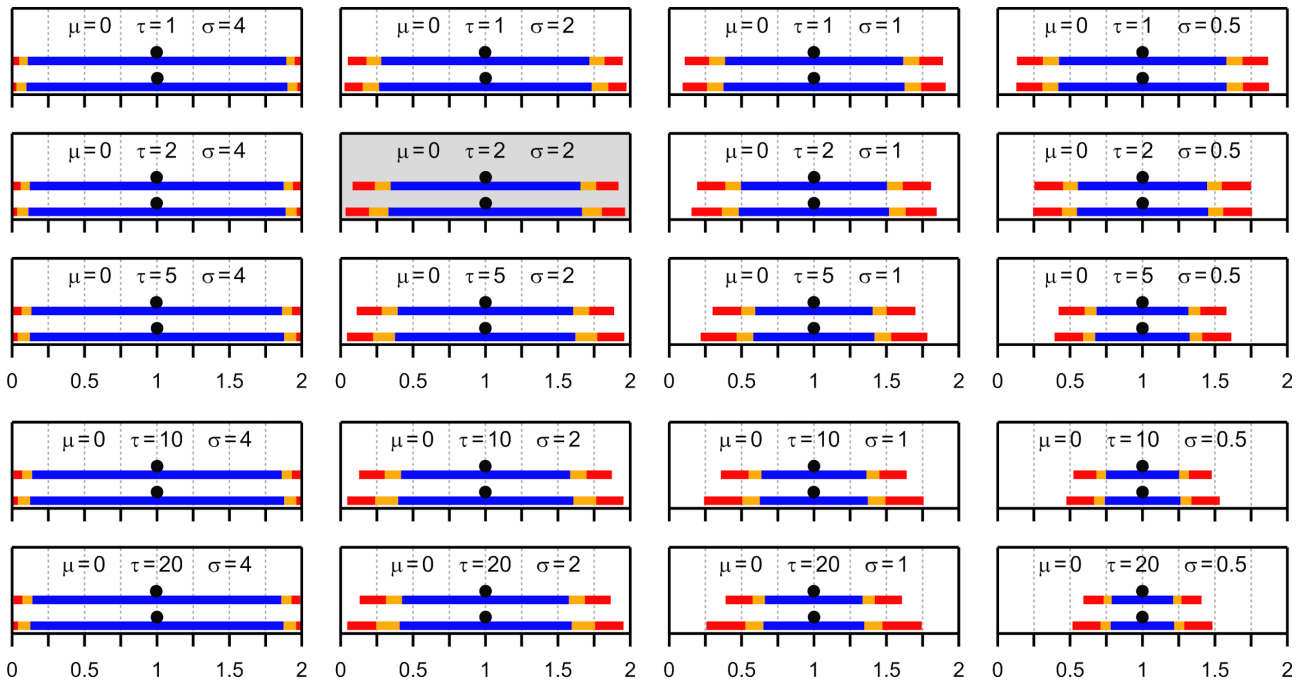 μ=0 τ=1 σ=4
μ=0 τ=1 σ=2
μ=0 τ=1 σ=1
μ=0 τ=1 σ=0.5
μ=0 τ=2 σ=4
μ=0 τ=2 σ=2
μ=0 τ=2 σ=1
μ=0 τ=2 σ=0.5
μ=0 τ=5 σ=4
μ=0 τ=5 σ=2
μ=0 τ=5 σ=1
μ=0 τ=5 σ=0.5
0 0.5 1 1.5 2
0 0.5 1 1.5 2
0 0.5 1 1.5 2
0 0.5 1 1.5 2
μ=0 τ=10 σ=4
μ=0 τ=10 σ=2
μ=0 τ=10 σ=1
μ=0 τ=10 σ=0.5
μ=0 τ=20 σ=4
μ=0 τ=20 σ=2
μ=0 τ=20 σ=1
μ=0 τ=20 σ=0.5
0 0.5 1 1.5 2
0 0.5 1 1.5 2
0 0.5 1 1.5 2
0 0.5 1 1.5 2